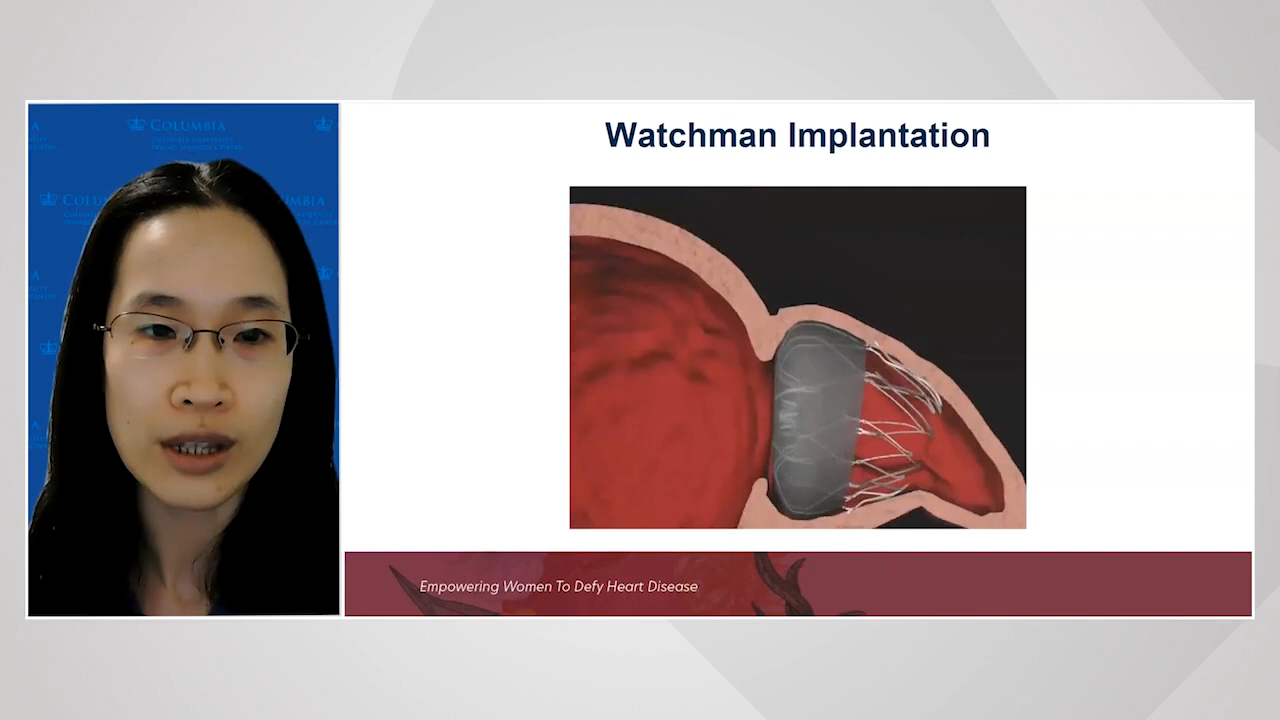 COLUMBIA
Watchman Implantation
Empowering Women To Defy Heart Disease